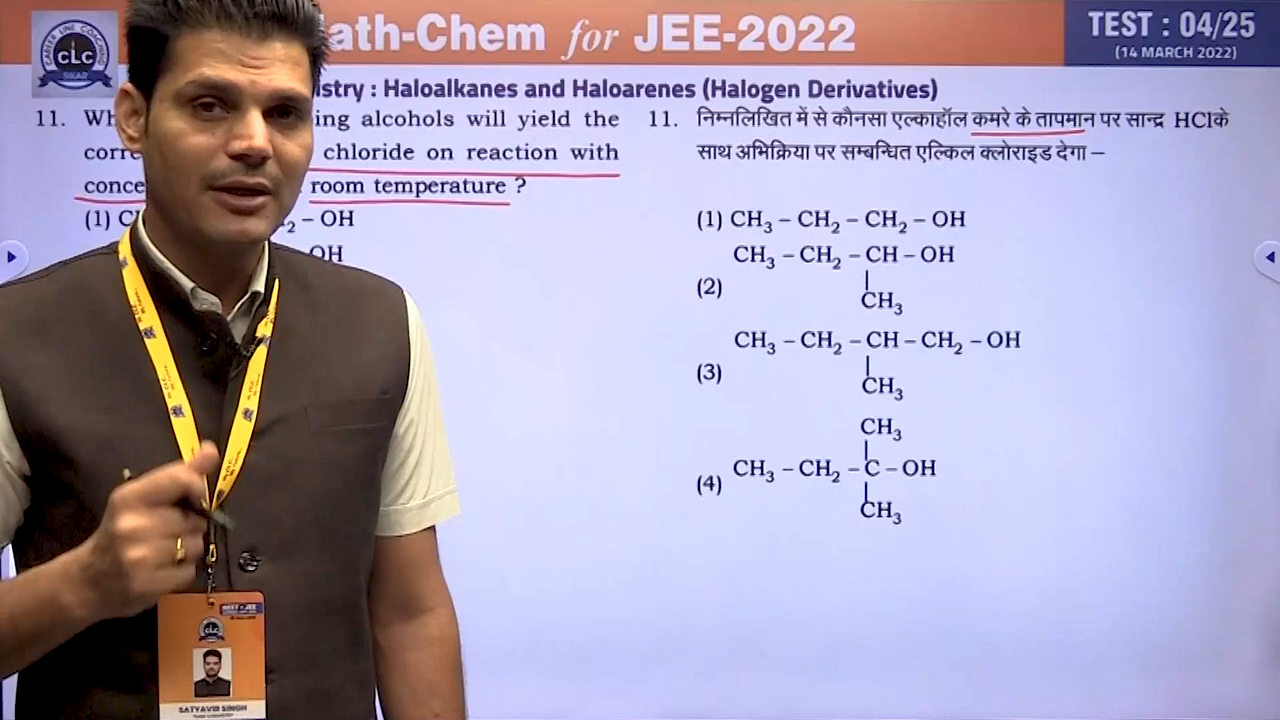 ath-Chem for JEE-2022
TEST : 04/25
(14 MARCH 2022)
CLC
SIKAR
istry : Haloalkanes and Haloarenes (Halogen Derivatives)
11. Wh ing alcohols will yield the
corre chloride on reaction with
conce room temperature ?
(1) C ₂ – OH
OH
11. निम्नलिखित में से कौनसा एल्काहॉल कमरे के तापमान पर सान्द्र HClके
साथ अभिक्रिया पर सम्बन्धित एल्किल क्लोराइड देगा –
(1) CH₃ – CH₂ – CH₂ – OH
CH₃ – CH₂ – CH – OH
(2)
CH₃
CH₃ – CH₂ – CH – CH₂ – OH
(3)
CH₃
CH₃
CH₃ – CH₂ – C – OH
(4)
CH₃
CLC
SATYAVIR SINGH